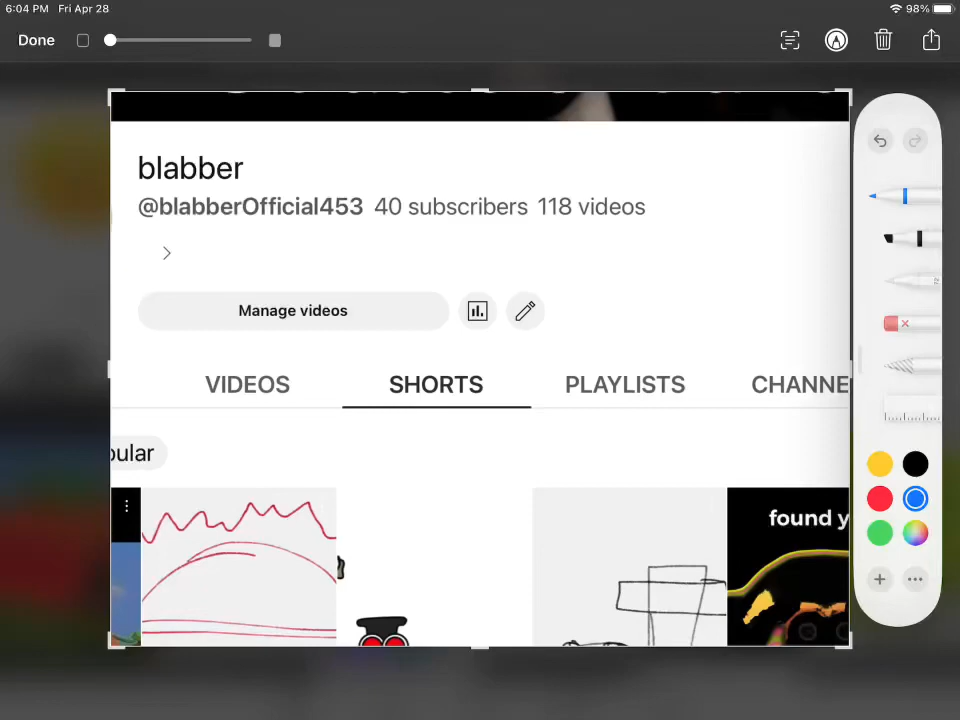 6:04 PM Fri Apr 28
98%
Done
blabber
@blabberOfficial453 40 subscribers 118 videos
Manage videos
VIDEOS SHORTS PLAYLISTS CHANNE
pular
found y